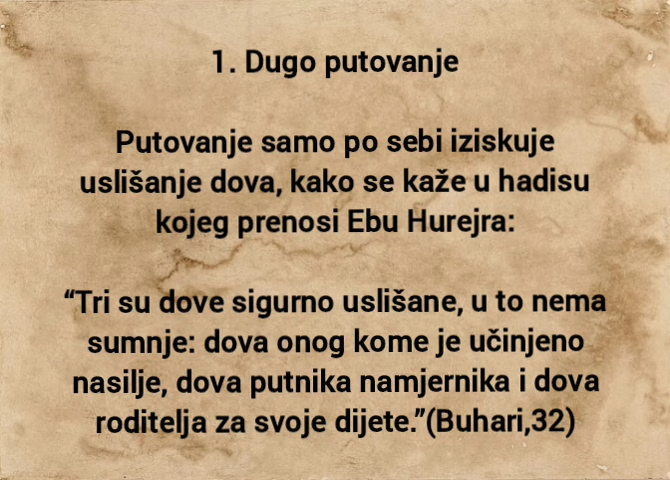 1. Dugo putovanje
Putovanje samo po sebi iziskuje
uslišanje dova, kako se kaže u hadisu
kojeg prenosi Ebu Hurejra:
“Tri su dove sigurno uslišane, u to nema
sumnje: dova onog kome je učinjeno
nasilje, dova putnika namjernika i dova
roditelja za svoje dijete.”(Buhari,32)